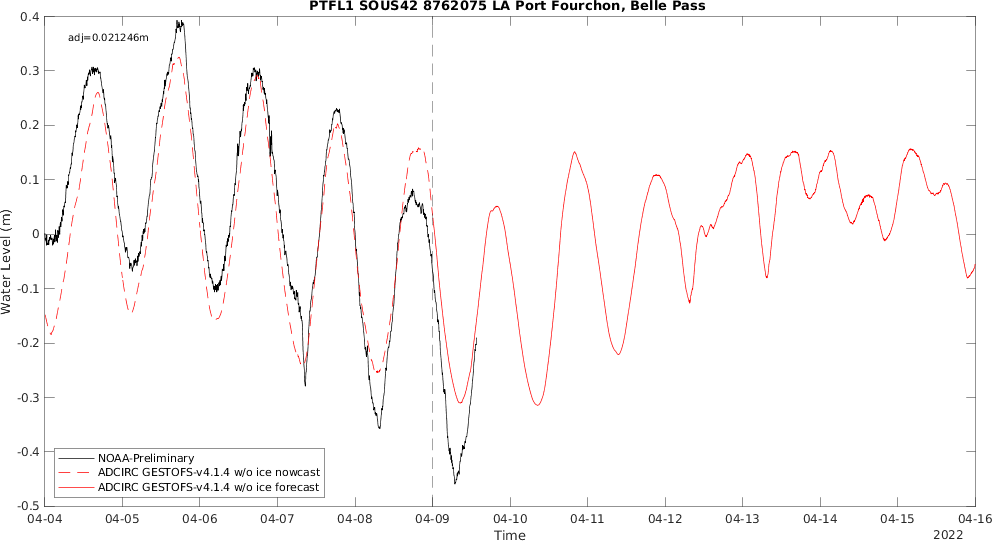 PTFL1 SOUS42 8762075 LA Port Fourchon, Belle Pass
adj=0.021246m
0.4
0.3
0.2
0.1
0
-0.1
-0.2
-0.3
-0.4
-0.5
Water Level (m)
NOAA-Preliminary
ADCIRC GESTOFS-v4.1.4 w/o ice nowcast
ADCIRC GESTOFS-v4.1.4 w/o ice forecast
04-04 04-05 04-06 04-07 04-08 04-09 04-10 04-11 04-12 04-13 04-14 04-15 04-16
Time
2022